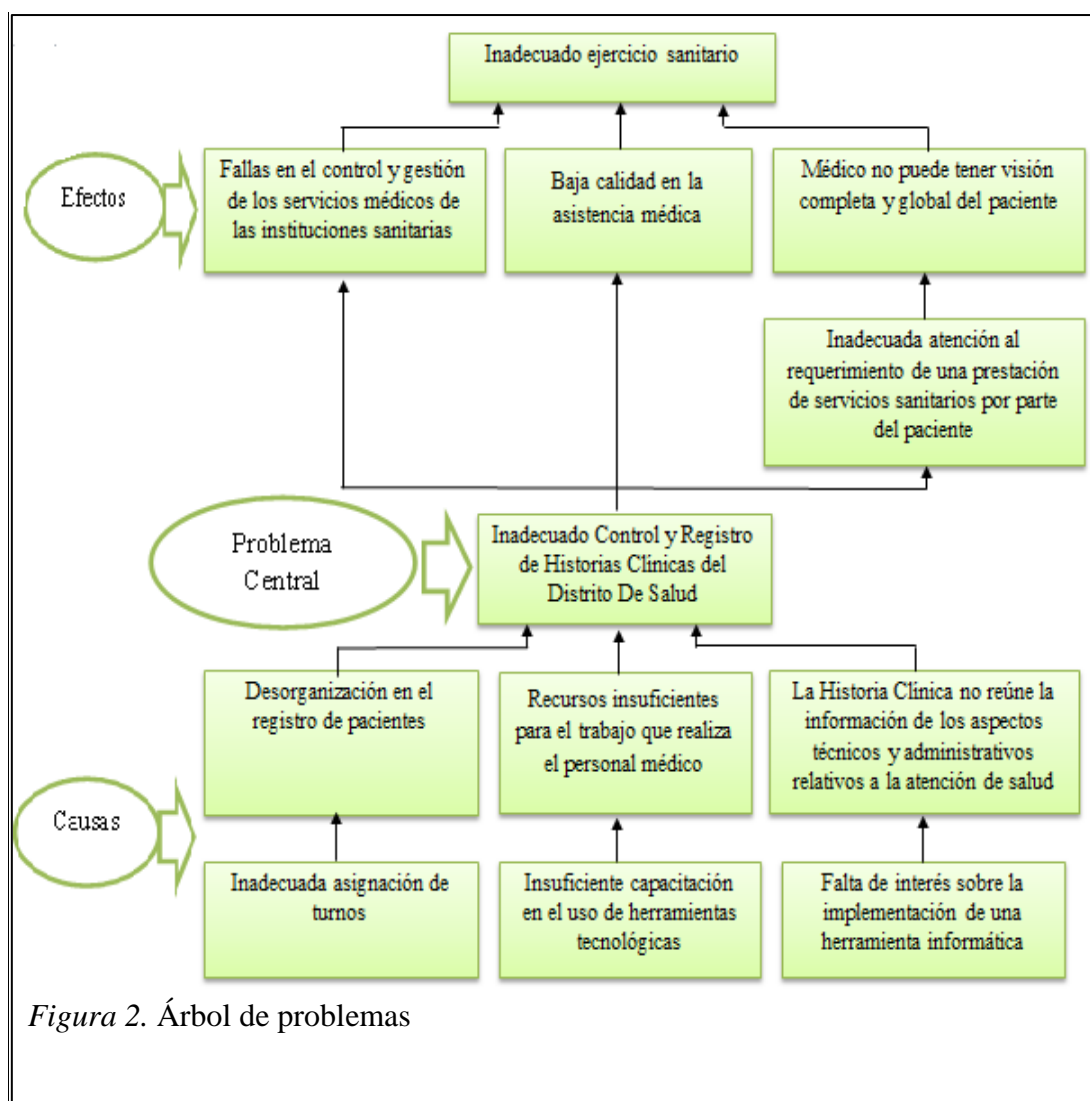 Inadecuado ejercicio sanitario
Efectos
Fallas en el control y gestión
de los servicios médicos de
las instituciones sanitarias
Baja calidad en la
asistencia médica
Médico no puede tener visión
completa y global del paciente
Inadecuada atención al
requerimiento de una prestación
de servicios sanitarios por parte
del paciente
Problema
Central
Inadecuado Control y Registro
de Historias Clínicas del
Distrito De Salud
Desorganización en el
registro de pacientes
Recursos insuficientes
para el trabajo que realiza
el personal médico
La Historia Clínica no reúne la
información de los aspectos
técnicos y administrativos
relativos a la atención de salud
Causas
Inadecuada asignación de
turnos
Insuficiente capacitación
en el uso de herramientas
tecnológicas
Falta de interés sobre la
implementación de una
herramienta informática
Figura 2. Árbol de problemas